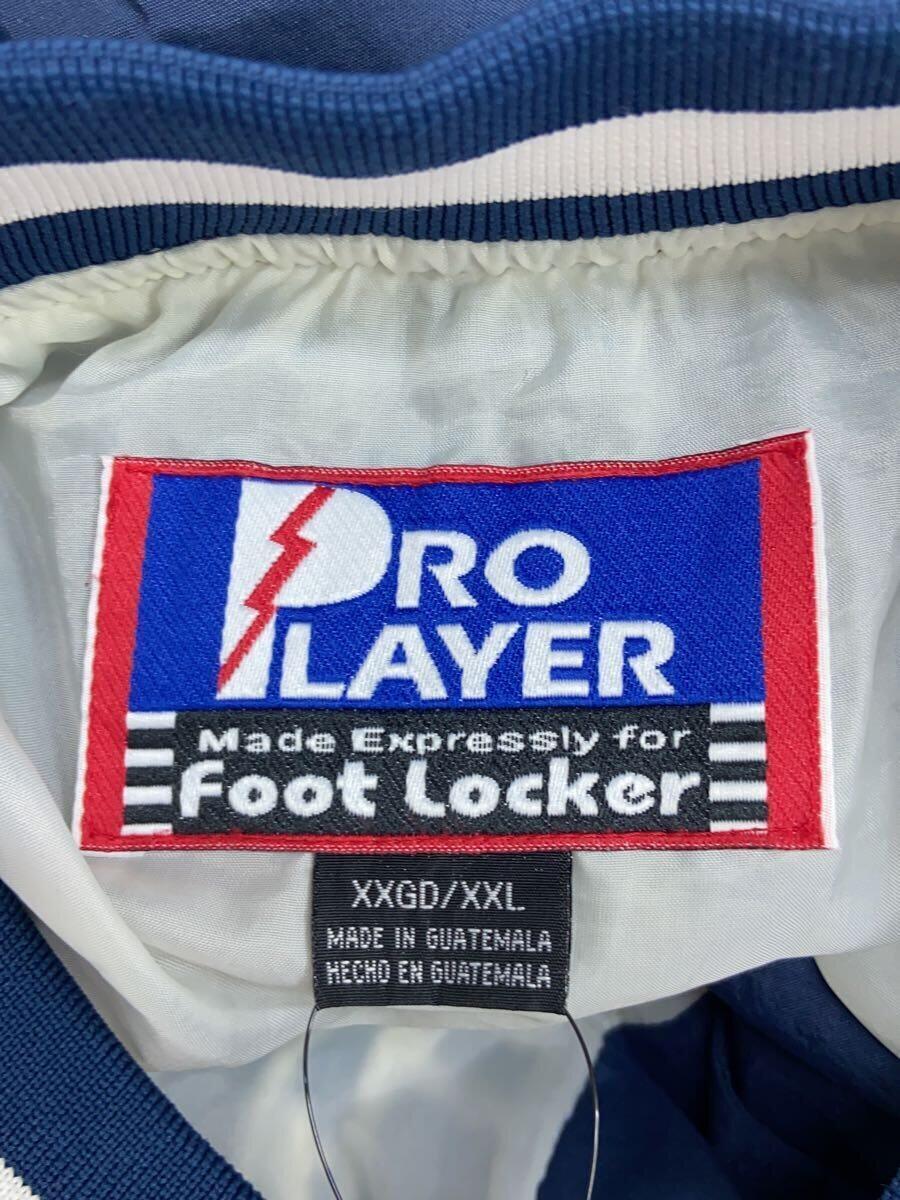 PRO
PLAYER
Made Expressly for
Foot Locker
XXGD/XXL
MADE IN GUATEMALA
HECHO EN GUATEMALA